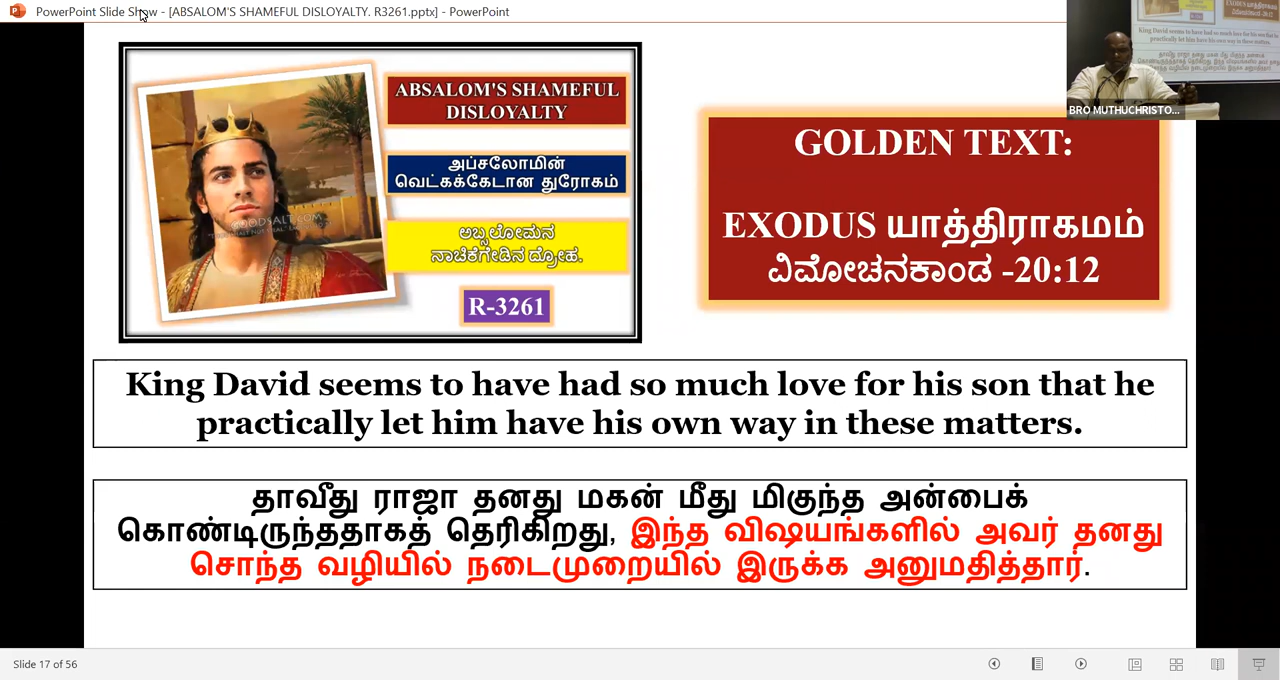 PowerPoint Slide Show - [ABSALOM'S SHAMEFUL DISLOYALTY. R3261.pptx] - PowerPoint
ABSALOM'S SHAMEFUL
DISLOYALTY
அப்சலோமின்
வெட்கக்கேடான துரோகம்
ಅಬ್ಸಲೋಮನ
ನಾಚಿಕೆಗೇಡಿನ ದ್ರೋಹ.
R-3261
GOLDEN TEXT:
EXODUS யாத்திராகமம்
ವಿಮೋಚನಕಾಂಡ -20:12
BRO MUTHUCHRISTO...
King David seems to have had so much love for his son that he
practically let him have his own way in these matters.
தாவீது ராஜா தனது மகன் மீது மிகுந்த அன்பைக்
கொண்டிருந்ததாகத் தெரிகிறது, இந்த விஷயங்களில் அவர் தனது
சொந்த வழியில் நடைமுறையில் இருக்க அனுமதித்தார்.
Slide 17 of 56